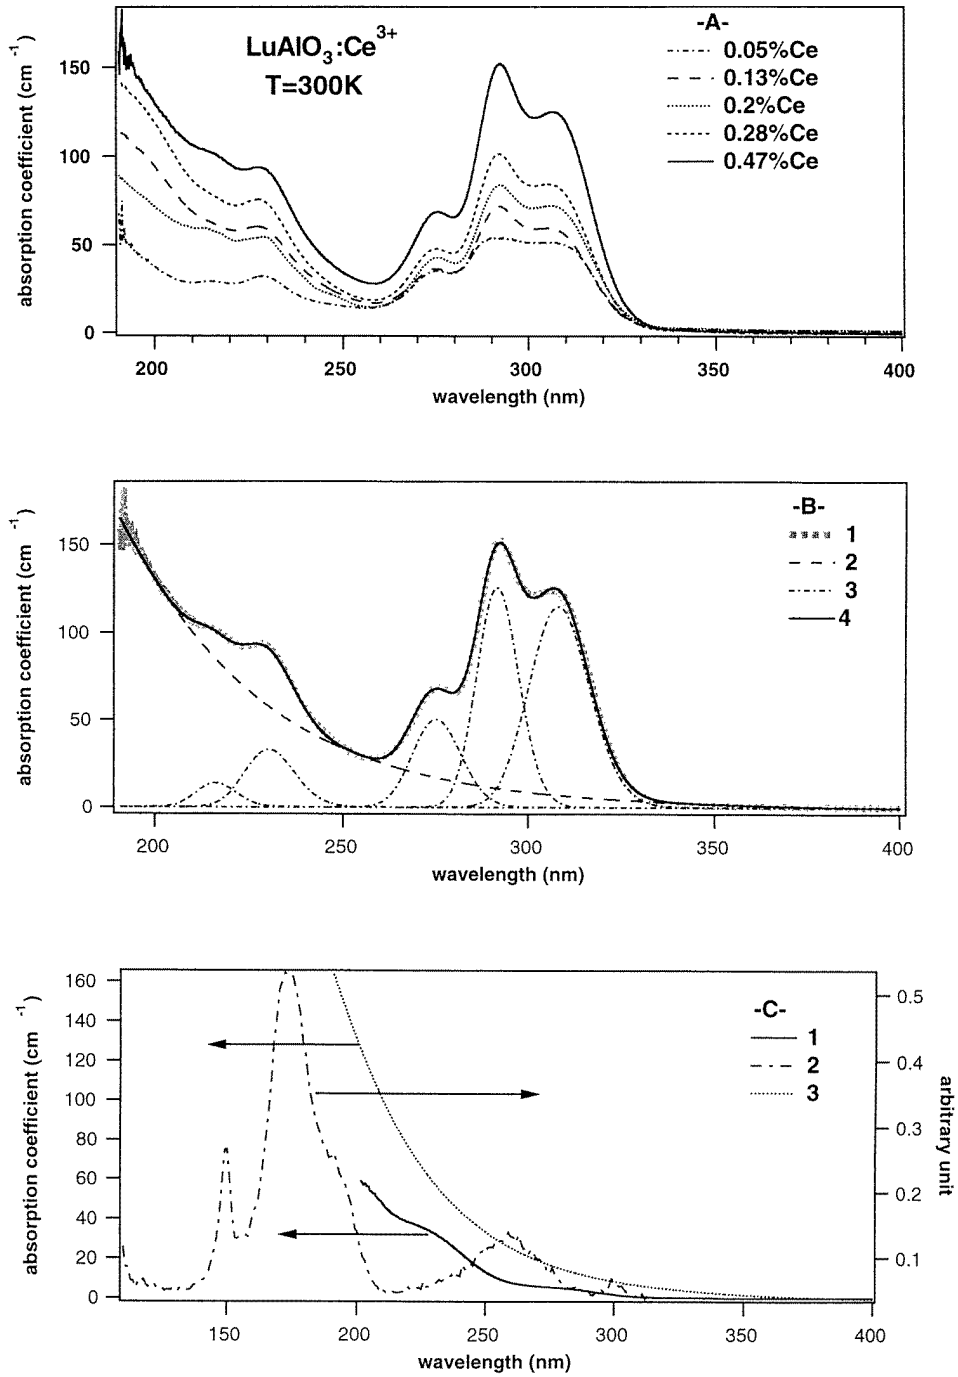 LuAlO3:Ce3+
T=300K
-A-
0.05%Ce
0.13%Ce
0.2%Ce
0.28%Ce
0.47%Ce
absorption coefficient (cm -1)
150
100
50
0
200
250
300
350
400
wavelength (nm)
-B-
1
2
3
4
absorption coefficient (cm -1)
150
100
50
0
200
250
300
350
400
wavelength (nm)
-C-
1
2
3
absorption coefficient (cm -1)
160
140
120
100
80
60
40
20
0
0.5
0.4
0.3
0.2
0.1
arbitrary unit
150
200
250
300
350
400
wavelength (nm)